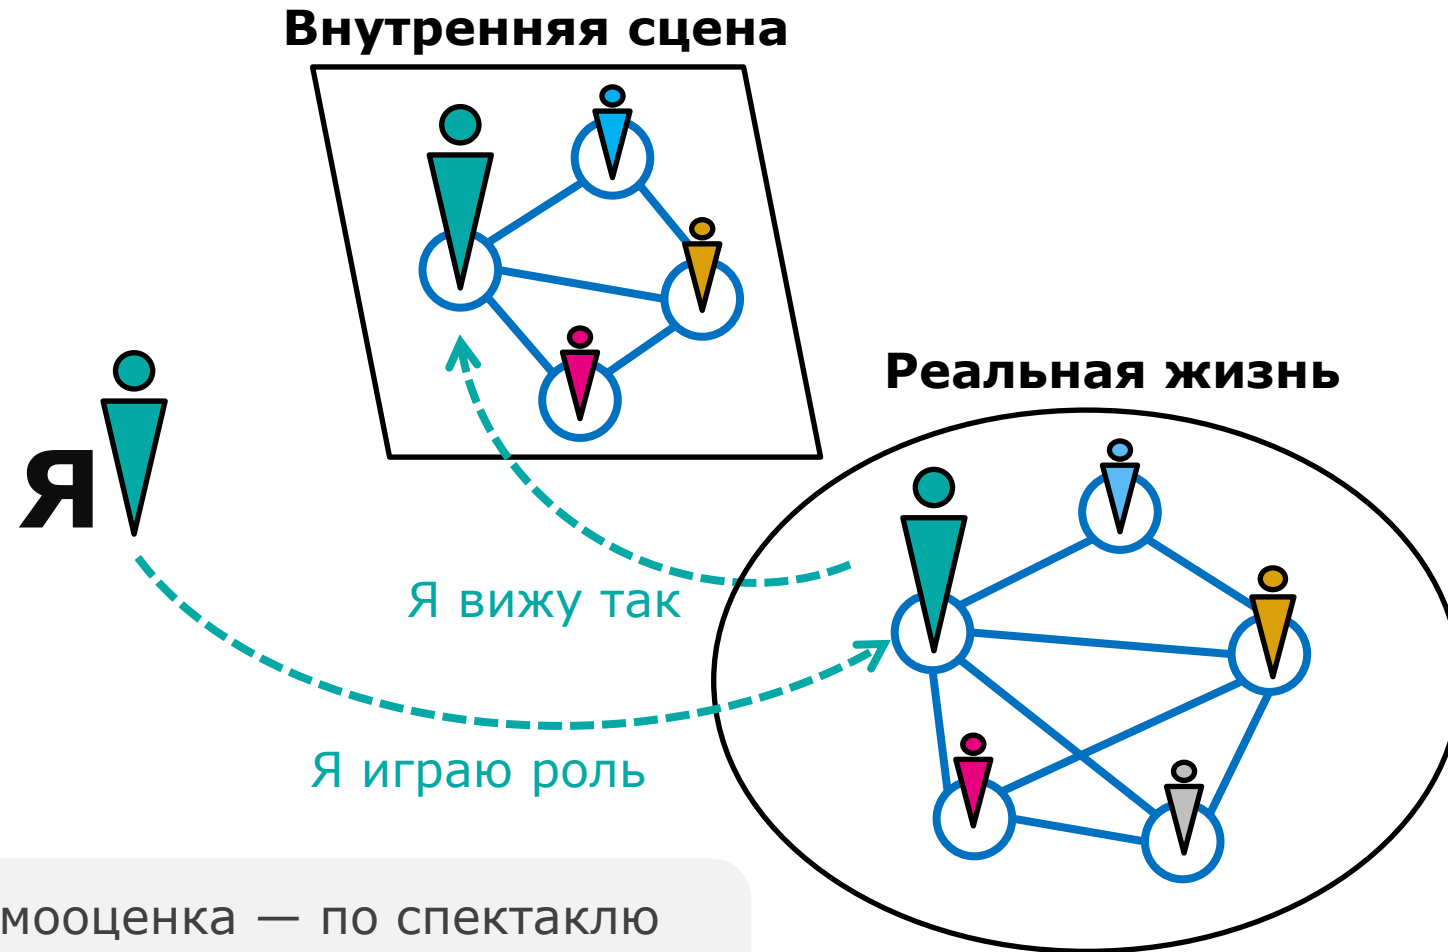 Внутренняя сцена
Реальная жизнь
Я
Я вижу так
Я играю роль
мооценка — по спектаклю